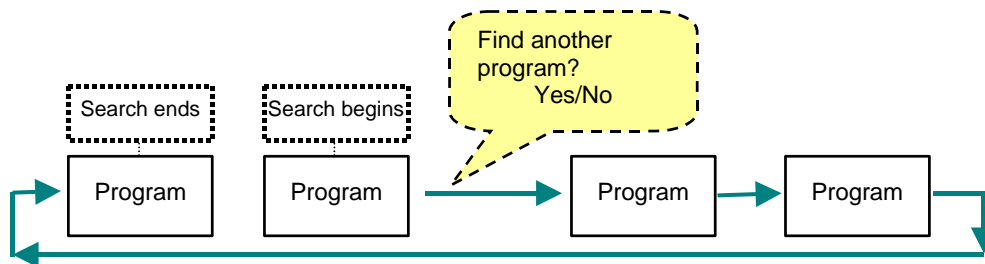 Find another
program?
Yes/No
Search ends
Search begins
Program
Program
Program
Program